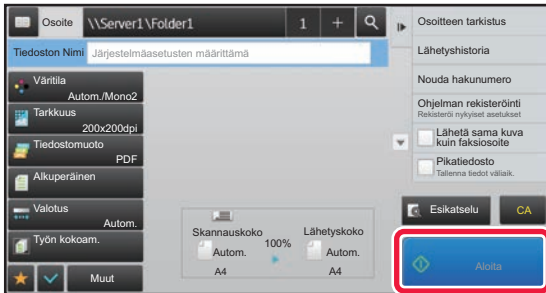 Osoite
\\Server1\Folder1
1
+
Tiedoston Nimi
Järjestelmäasetusten määrittämä
Väritila
Autom./Mono2
Tarkkuus
200x200dpi
Tiedostomuoto
PDF
Alkuperäinen
Valotus
Autom.
Työn kokoam.
Muut
Skannauskoko
Autom.
A4
100%
Lähetyskoko
Autom.
A4
Osoitteen tarkistus
Lähetyshistoria
Nouda hakunumero
Ohjelman rekisteröinti
Rekisteröi nykyiset asetukset
Lähetä sama kuva
kuin faksiosoite
Pikatiedosto
Tallenna tiedot väliaik.
Esikatselu
CA
Aloita